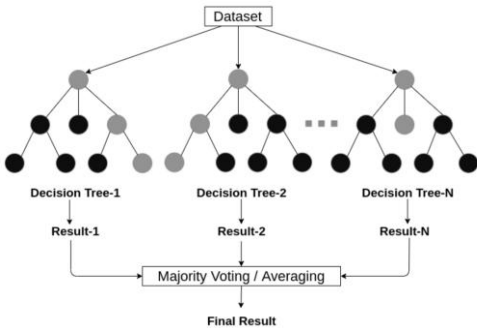 Dataset
Decision Tree-1
Decision Tree-2
Decision Tree-N
Result-1
Result-2
Result-N
Majority Voting / Averaging
Final Result